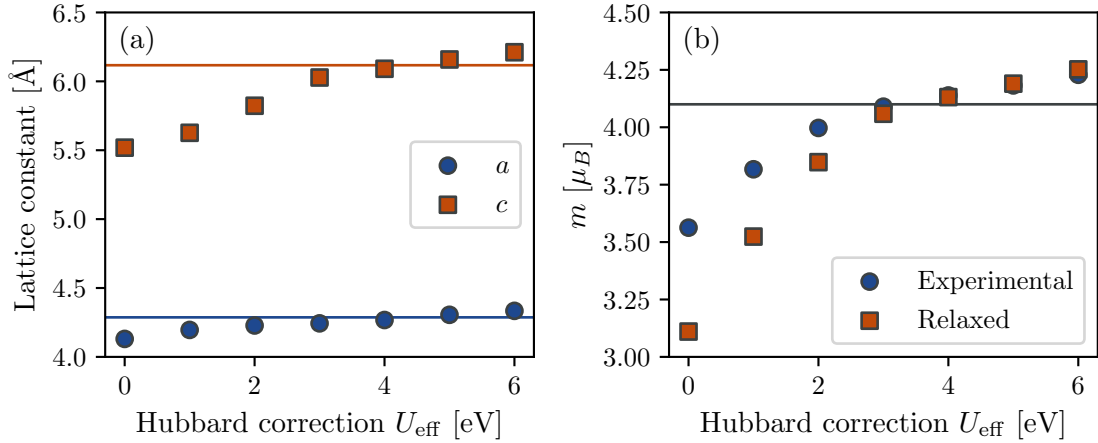 (a)
6.5
6.0
5.5
5.0
4.5
4.0
Lattice constant [Å]
a
c
0
2
4
6
Hubbard correction U_eff [eV]
(b)
4.50
4.25
4.00
3.75
3.50
3.25
3.00
m [μ_B]
Experimental
Relaxed
0
2
4
6
Hubbard correction U_eff [eV]